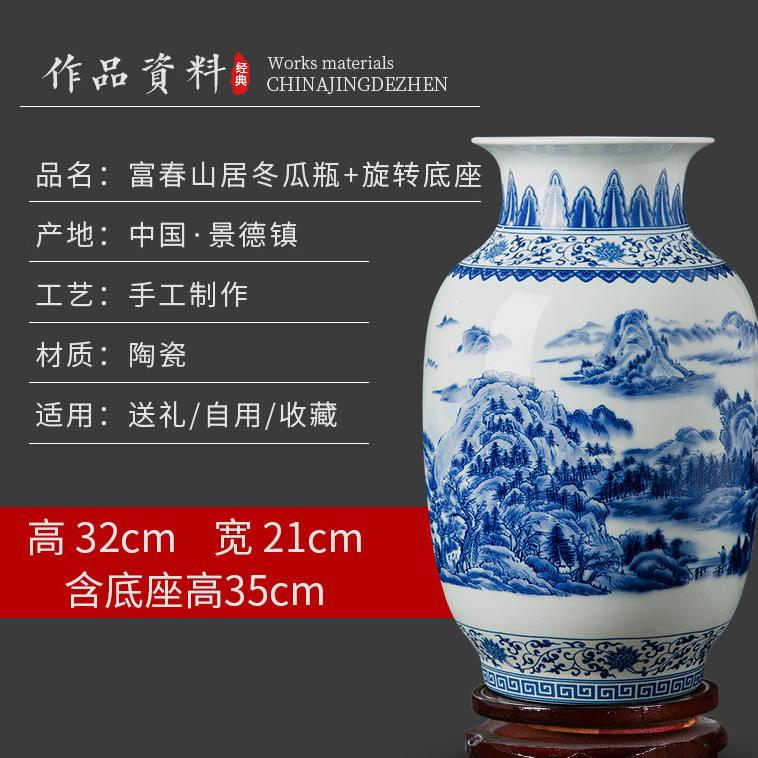 作品資料 经典 Works materials
CHINAJINGDEZHEN
品名：富春山居冬瓜瓶+旋转底座
产地：中国·景德镇
工艺：手工制作
材质：陶瓷
适用：送礼/自用/收藏
高 32cm 宽 21cm
含底座高35cm